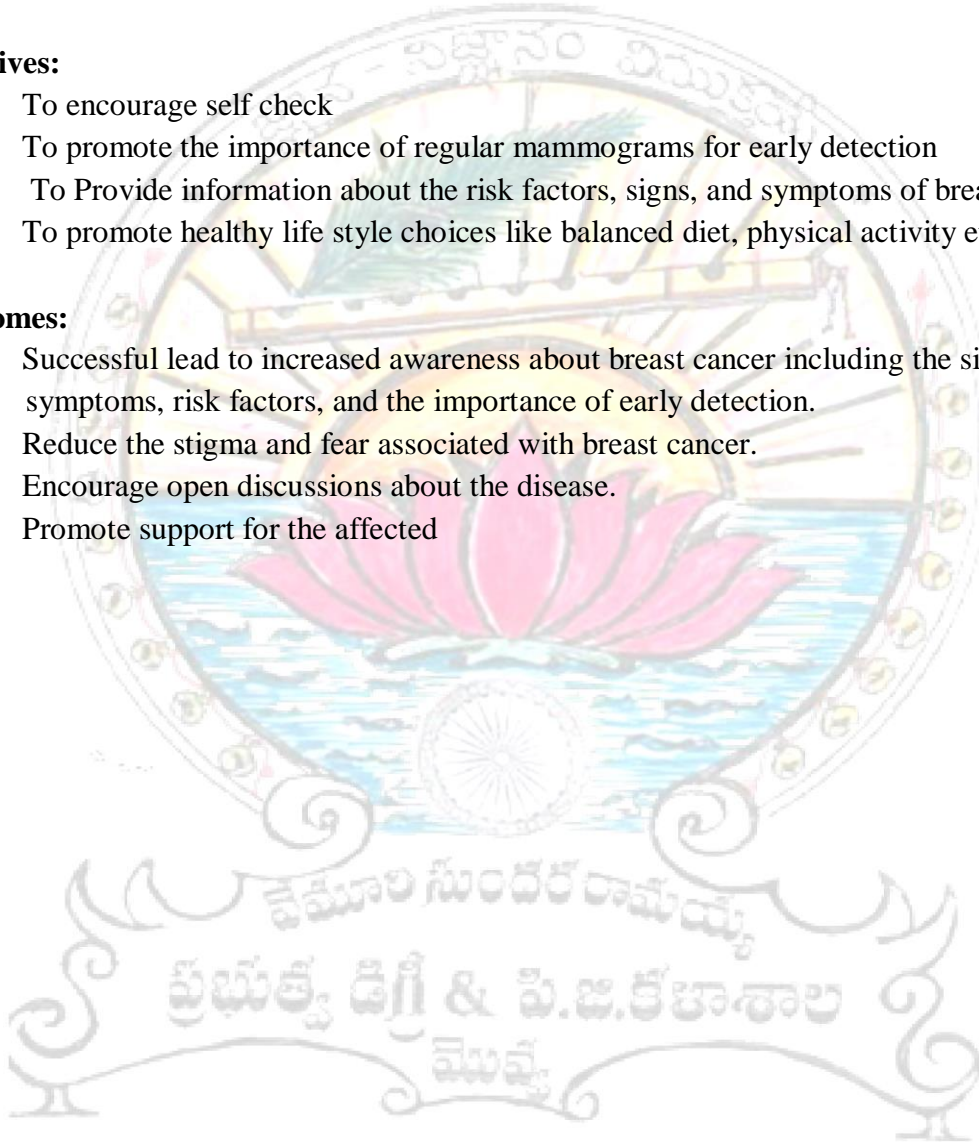 ives:
To encourage self check
To promote the importance of regular mammograms for early detection
To Provide information about the risk factors, signs, and symptoms of brea
To promote healthy life style choices like balanced diet, physical activity e
omes:
Successful lead to increased awareness about breast cancer including the si
symptoms, risk factors, and the importance of early detection.
Reduce the stigma and fear associated with breast cancer.
Encourage open discussions about the disease.
Promote support for the affected
వేమూరి సుందర రామయ్య
ప్రభుత్వ డిగ్రీ & పి.జి.కళాశాల
మొవ్వ